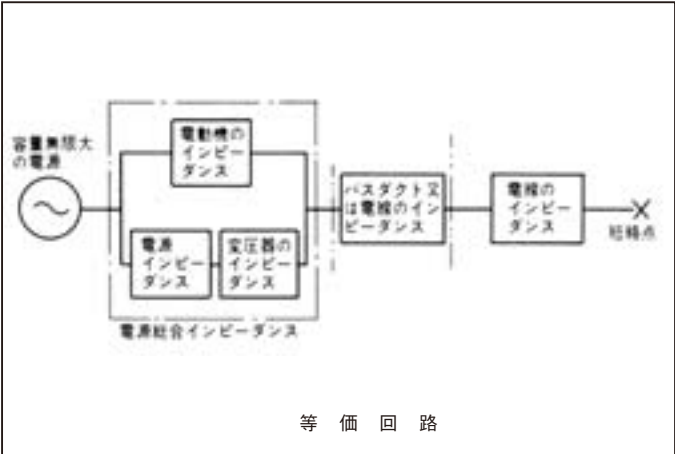 容量無限大
の電源
電動機の
インピー
ダンス
電源
インピー
ダンス
変圧器の
インピー
ダンス
電源総合インピーダンス
バスダクト又
は電線のイン
ピーダンス
電線の
インピー
ダンス
短絡点
等価回路